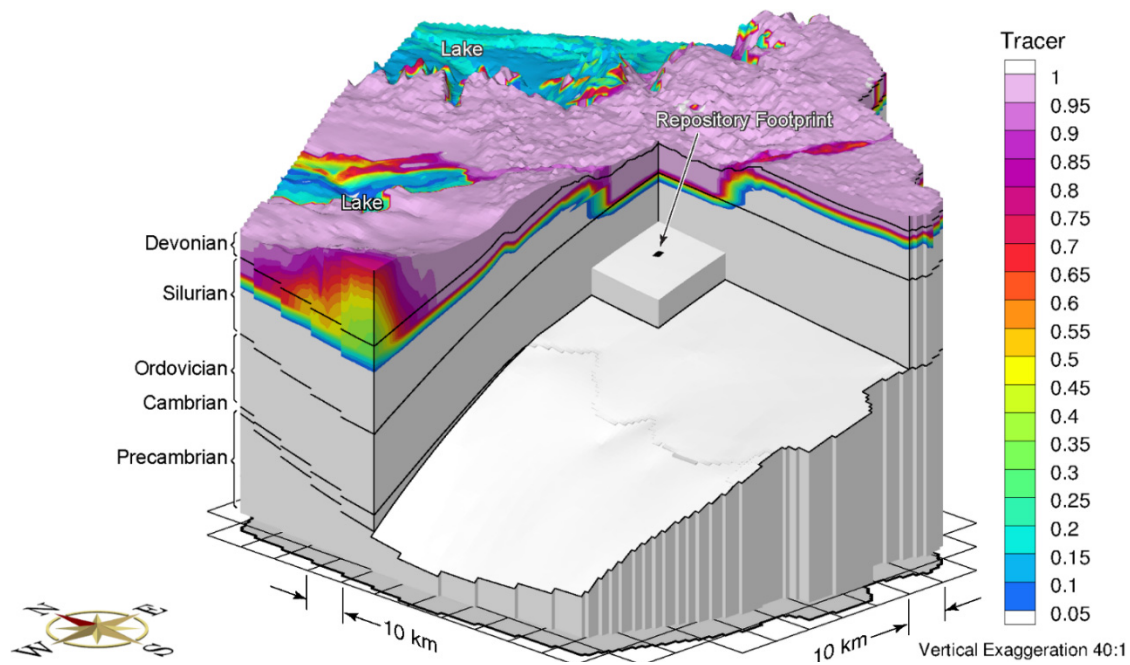 Lake
Repository Footprint
Lake
Devonian
Silurian
Ordovician
Cambrian
Precambrian
N
E
W
S
10 km
10 km
Vertical Exaggeration 40:1
Tracer
1
0.95
0.9
0.85
0.8
0.75
0.7
0.65
0.6
0.55
0.5
0.45
0.4
0.35
0.3
0.25
0.2
0.15
0.1
0.05